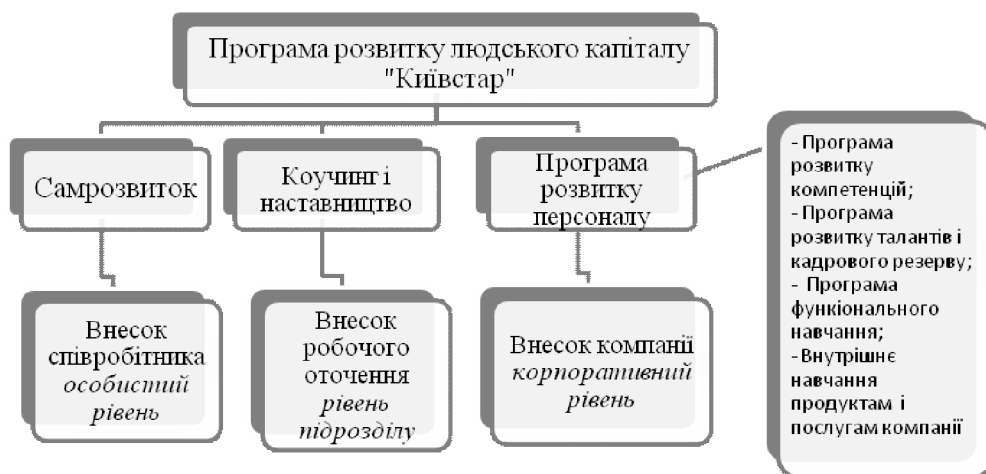 Програма розвитку людського капіталу
"Київстар"
Самрозвиток
Коучинг і
наставництво
Програма
розвитку
персоналу
- Програма
розвитку
компетенцій;
- Програма
розвитку талантів і
кадрового резерву;
- Програма
функіонального
навчання;
-Внутрішнє
навчання
продуктам і
послугам компанії
Внесок
співробітника
особистий
рівень
Внесок
робочого
оточення
рівень
підрозділу
Внесок компанії
корпоративний
рівень